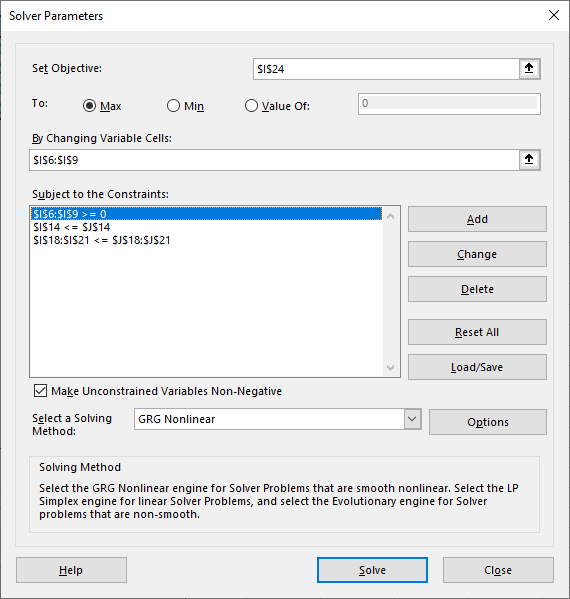 Solver Parameters
Set Objective:
$I$24
To:
Max
Min
Value Of:
0
By Changing Variable Cells:
$I$6:$I$9
Subject to the Constraints:
$I$6:$I$9 >= 0
$I$14 <= $J$14
$I$18:$I$21 <= $J$18:$J$21
Add
Change
Delete
Reset All
Load/Save
Make Unconstrained Variables Non-Negative
Select a Solving
Method:
GRG Nonlinear
Options
Solving Method
Select the GRG Nonlinear engine for Solver Problems that are smooth nonlinear. Select the LP
Simplex engine for linear Solver Problems, and select the Evolutionary engine for Solver
problems that are non-smooth.
Help
Solve
Close